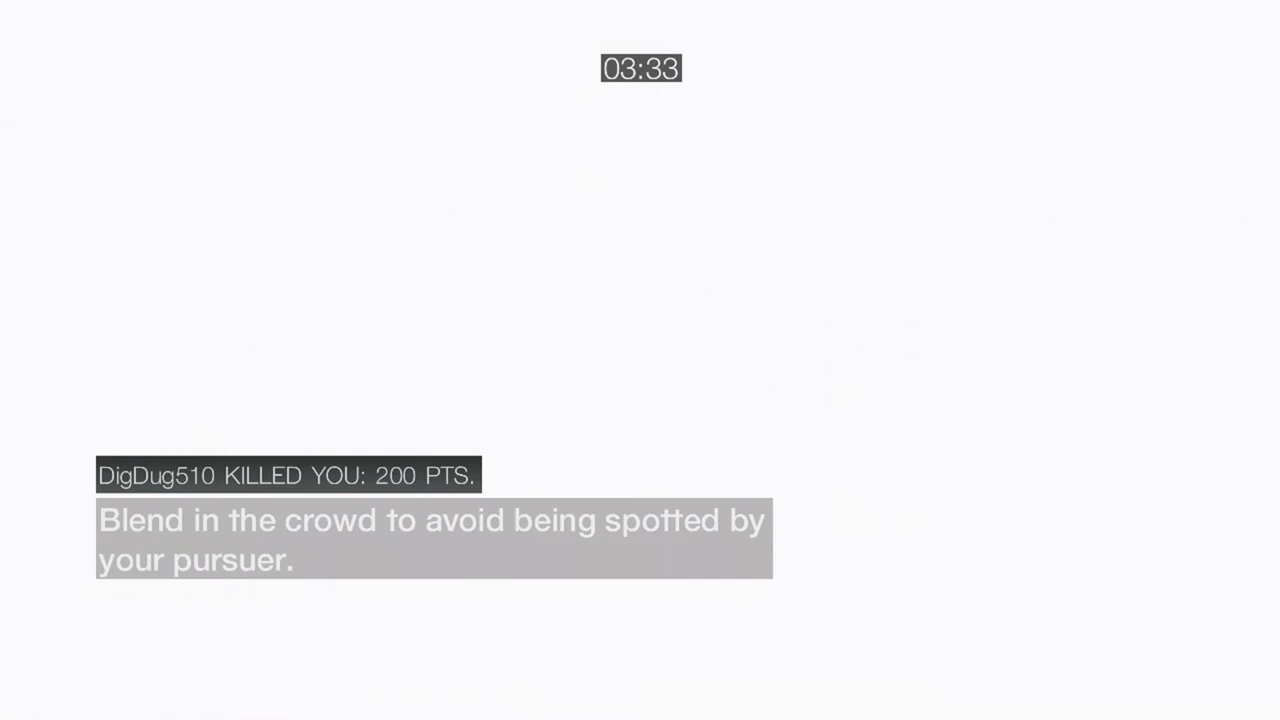 03:33
DigDug510 KILLED YOU: 200 PTS.
Blend in the crowd to avoid being spotted by
your pursuer.